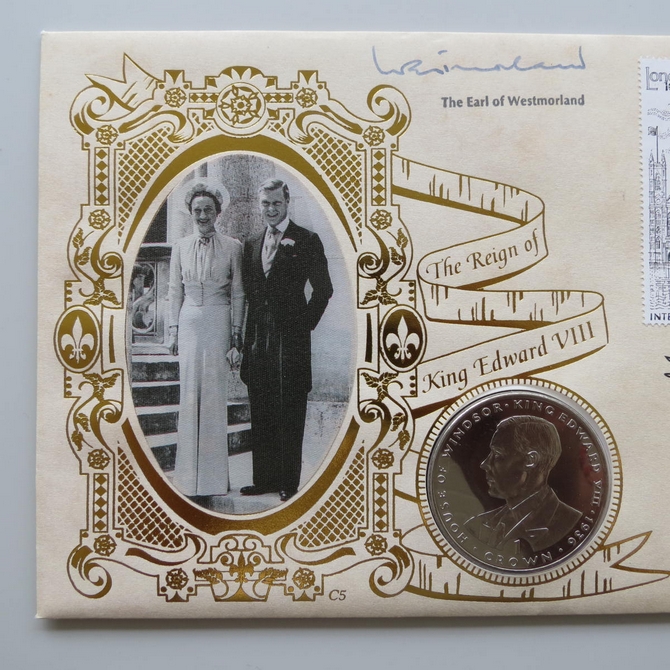 Westmorland
The Earl of Westmorland
The Reign of
King Edward VIII
HOUSE OF WINDSOR · KING EDWARD VIII · 1936 · CROWN ·
C5